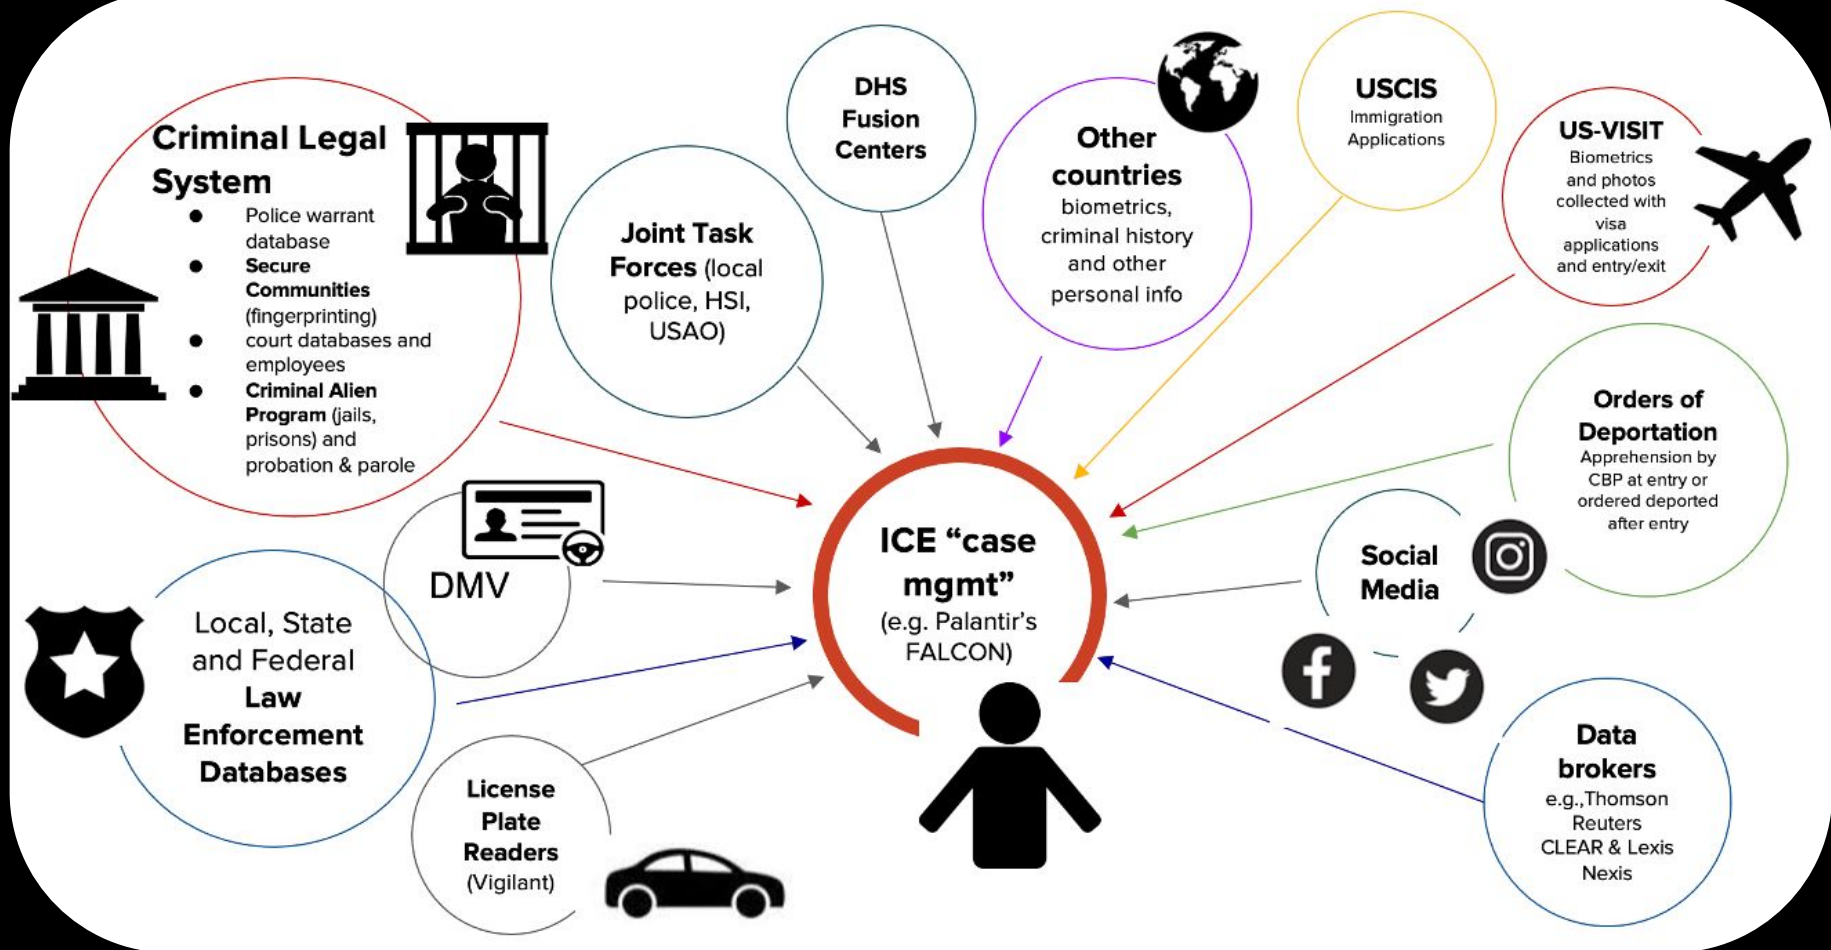 Criminal Legal
System
● Police warrant
database
● Secure
Communities
(fingerprinting)
● court databases and
employees
● Criminal Alien
Program (jails,
prisons) and
probation & parole
Joint Task
Forces (local
police, HSI,
USAO)
DHS
Fusion
Centers
Other
countries
biometrics,
criminal history
and other
personal info
USCIS
Immigration
Applications
US-VISIT
Biometrics
and photos
collected with
visa
applications
and entry/exit
Orders of
Deportation
Apprehension by
CBP at entry or
ordered deported
after entry
Social
Media
Data
brokers
e.g.,Thomson
Reuters
CLEAR & Lexis
Nexis
ICE “case
mgmt”
(e.g. Palantir’s
FALCON)
DMV
Local, State
and Federal
Law
Enforcement
Databases
License
Plate
Readers
(Vigilant)